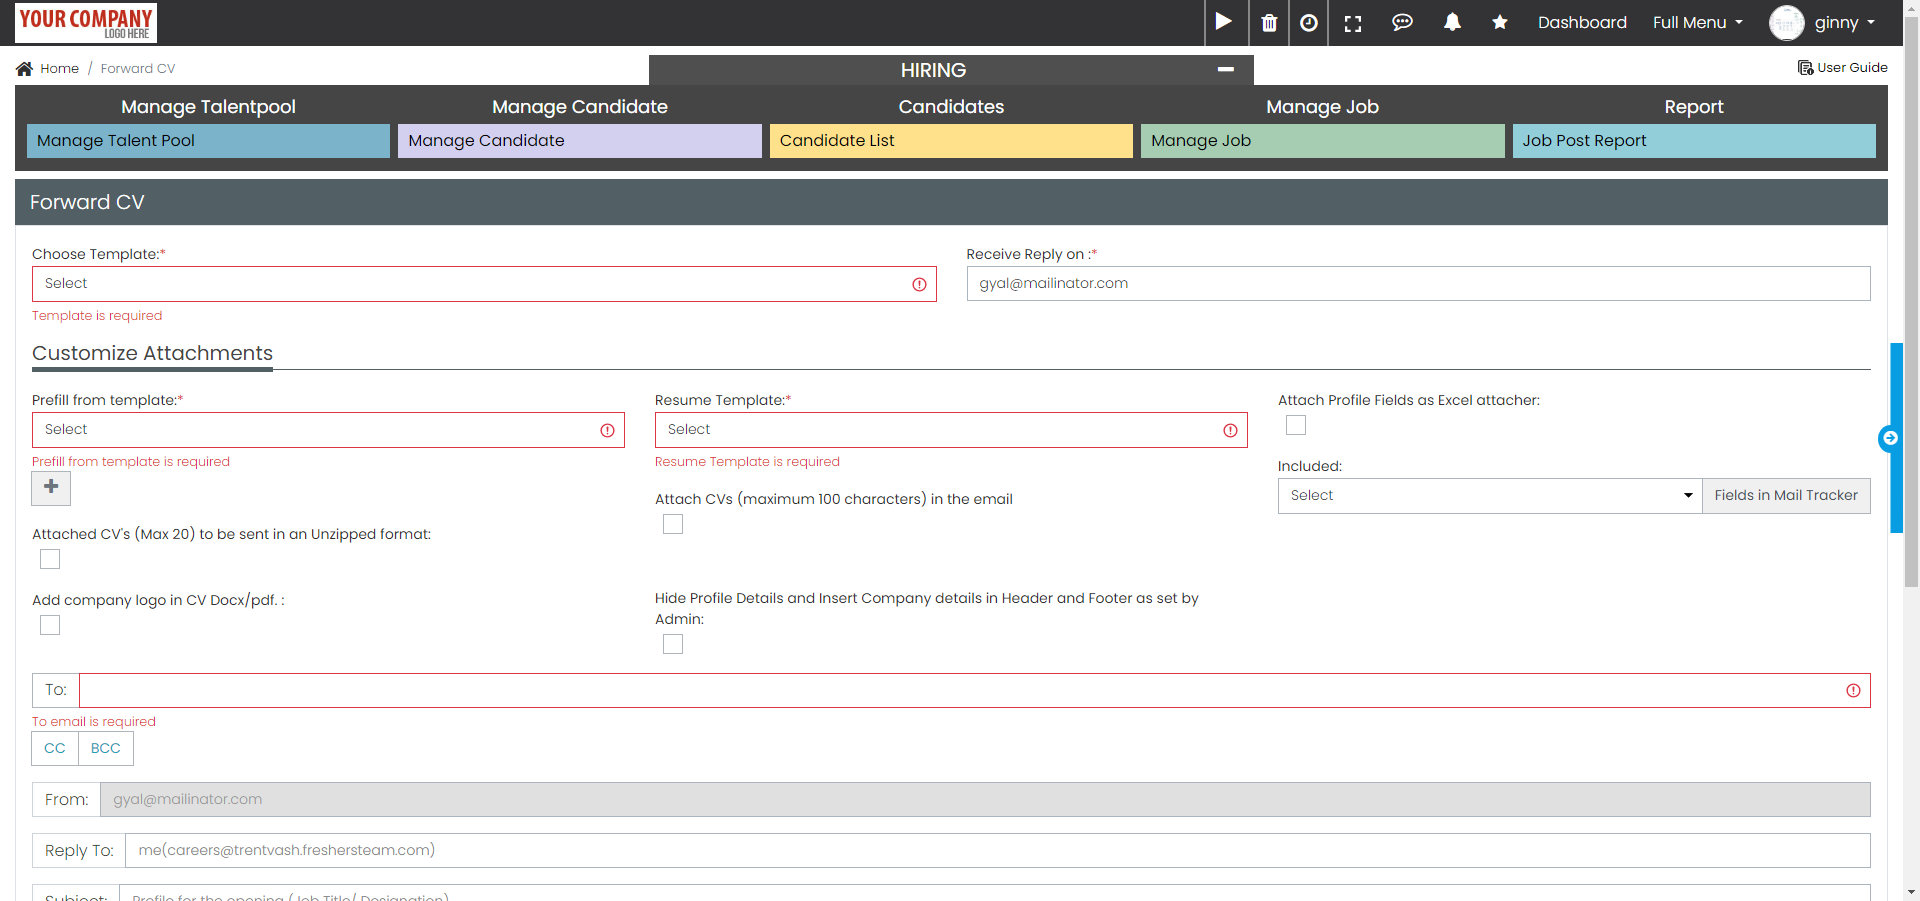 YOUR COMPANY
LOGO HERE
Dashboard
Full Menu
ginny
Home / Forward CV
HIRING
User Guide
Manage Talentpool
Manage Candidate
Candidates
Manage Job
Report
Manage Talent Pool
Manage Candidate
Candidate List
Manage Job
Job Post Report
Forward CV
Choose Template:*
Receive Reply on :*
Select
gyal@mailinator.com
Template is required
Customize Attachments
Prefill from template:*
Resume Template:*
Attach Profile Fields as Excel attacher:
Select
Select
Prefill from template is required
Resume Template is required
Included:
Select
Fields in Mail Tracker
Attach CVs (maximum 100 characters) in the email
Attached CV's (Max 20) to be sent in an Unzipped format:
Add company logo in CV Docx/pdf. :
Hide Profile Details and Insert Company details in Header and Footer as set by
Admin:
To:
To email is required
CC
BCC
From:
gyal@mailinator.com
Reply To:
me(careers@trentvash.freshersteam.com)
Subject:
Profile for the opening (Job Title/ Designation)